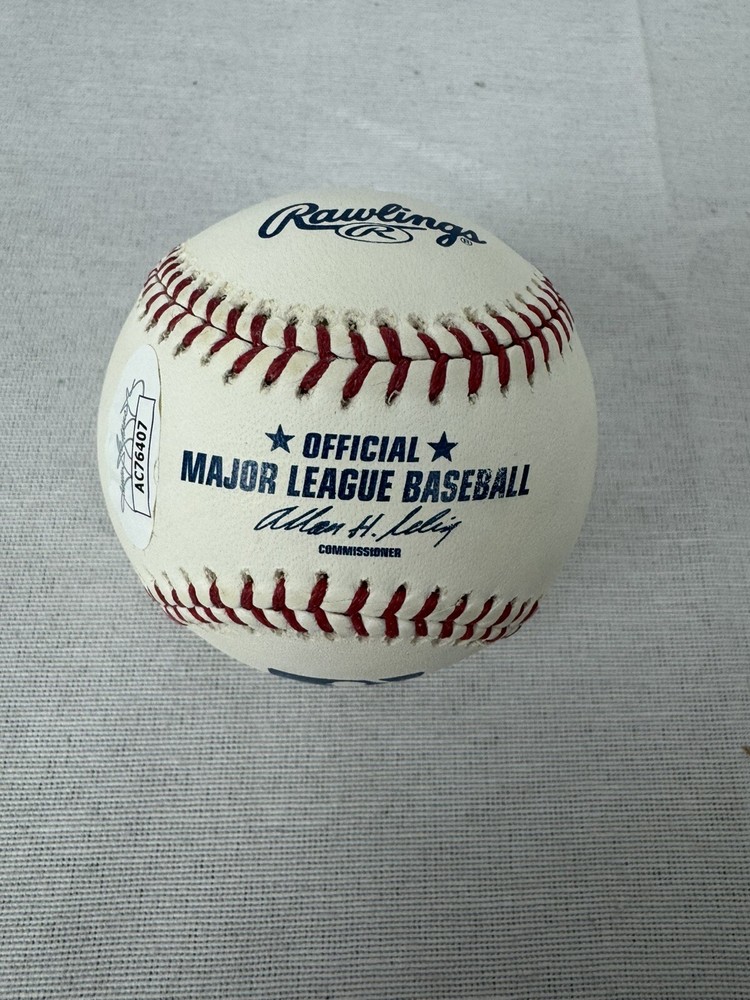 Rawlings ®
R
★ OFFICIAL ★
MAJOR LEAGUE BASEBALL
Allan H. Selig
COMMISSIONER
AC76407